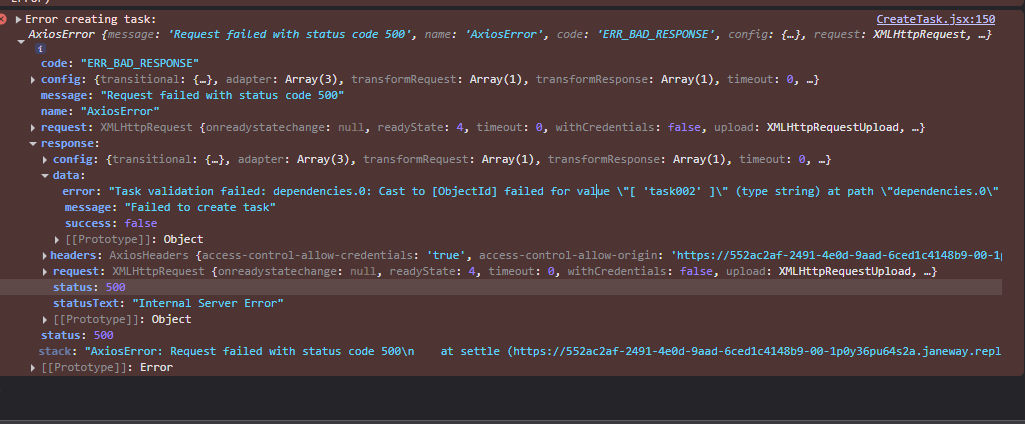 Error creating task: CreateTask.jsx:150
AxiosError {message: 'Request failed with status code 500', name: 'AxiosError', code: 'ERR_BAD_RESPONSE', config: {…}, request: XMLHttpRequest, …}
i
code: "ERR_BAD_RESPONSE"
config: {transitional: {…}, adapter: Array(3), transformRequest: Array(1), transformResponse: Array(1), timeout: 0, …}
message: "Request failed with status code 500"
name: "AxiosError"
request: XMLHttpRequest {onreadystatechange: null, readyState: 4, timeout: 0, withCredentials: false, upload: XMLHttpRequestUpload, …}
response:
config: {transitional: {…}, adapter: Array(3), transformRequest: Array(1), transformResponse: Array(1), timeout: 0, …}
data:
error: "Task validation failed: dependencies.0: Cast to [ObjectId] failed for value \"[ 'task002' ]\" (type string) at path \"dependencies.0\"
message: "Failed to create task"
success: false
[[Prototype]]: Object
headers: AxiosHeaders {access-control-allow-credentials: 'true', access-control-allow-origin: 'https://552ac2af-2491-4e0d-9aad-6ced1c4148b9-00-1p
request: XMLHttpRequest {onreadystatechange: null, readyState: 4, timeout: 0, withCredentials: false, upload: XMLHttpRequestUpload, …}
status: 500
statusText: "Internal Server Error"
[[Prototype]]: Object
status: 500
stack: "AxiosError: Request failed with status code 500\n    at settle (https://552ac2af-2491-4e0d-9aad-6ced1c4148b9-00-1p0y36pu64s2a.janeway.repl
[[Prototype]]: Error